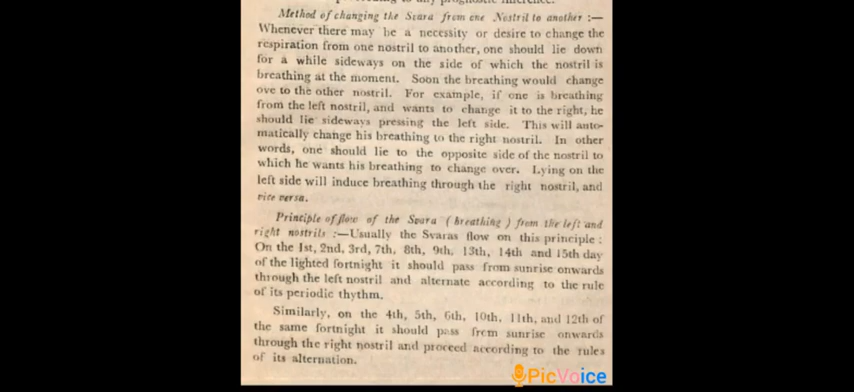 any prognostic inference.
Method of changing the Svara from one Nostril to another :—
Whenever there may be a necessity or desire to change the
respiration from one nostril to another, one should lie down
for a while sideways on the side of which the nostril is
breathing at the moment. Soon the breathing would change
ove to the other nostril. For example, if one is breathing
from the left nostril, and wants to change it to the right, he
should lie sideways pressing the left side. This will auto-
matically change his breathing to the right nostril. In other
words, one should lie to the opposite side of the nostril to
which he wants his breathing to change over. Lying on the
left side will induce breathing through the right nostril, and
vice versa.
Principle of flow of the Svara ( breathing ) from the left and
right nostrils :—Usually the Svaras flow on this principle :
On the 1st, 2nd, 3rd, 7th, 8th, 9th, 13th, 14th and 15th day
of the lighted fortnight it should pass from sunrise onwards
through the left nostril and alternate according to the rule
of its periodic thythm.
Similarly, on the 4th, 5th, 6th, 10th, 11th, and 12th of
the same fortnight it should pass from sunrise onwards
through the right nostril and proceed according to the rules
of its alternation.
PicVoice